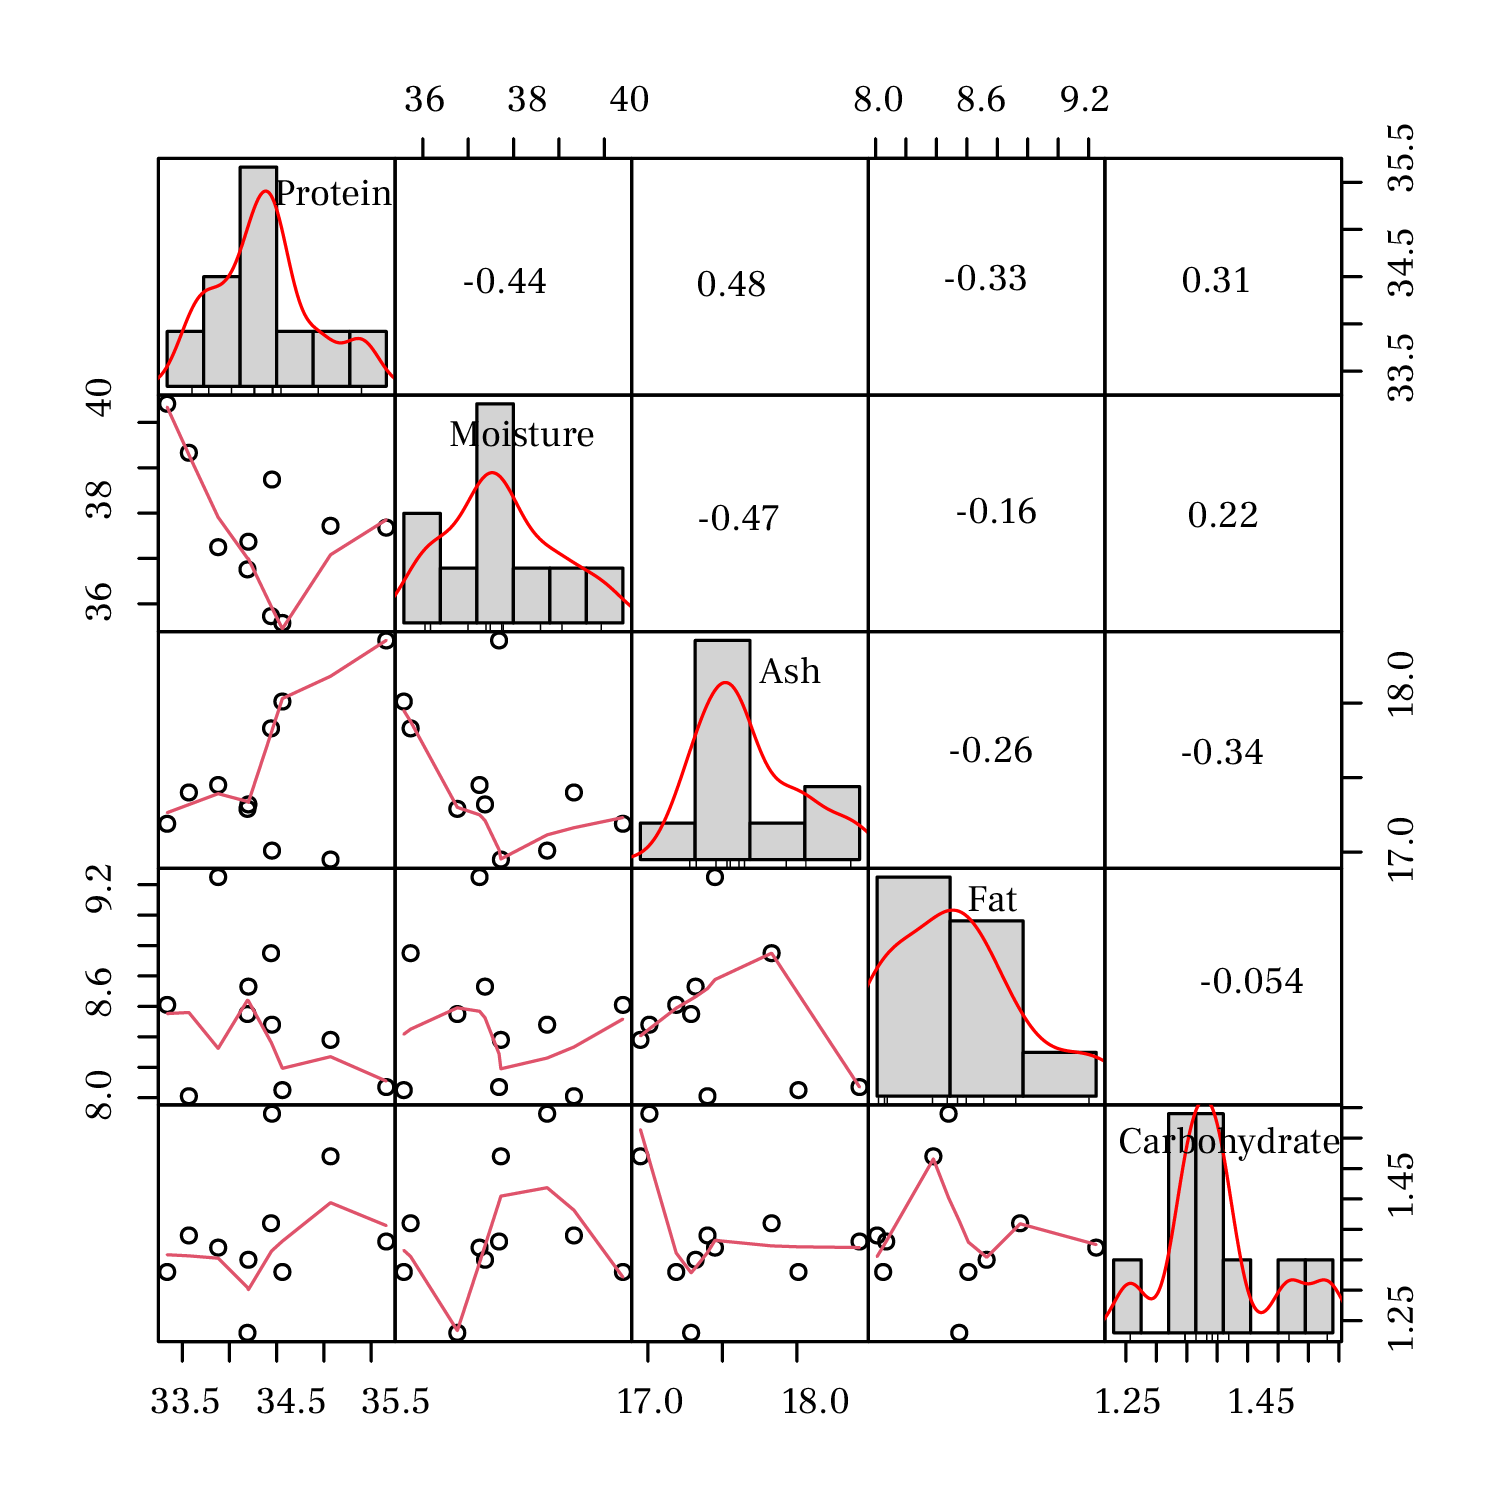 36 38 40 8.0 8.6 9.2
Protein -0.44 0.48 -0.33 0.31
33.5 34.5 35.5
36 38 40
Moisture -0.47 -0.16 0.22
Ash -0.26 -0.34
17.0 18.0
8.0 8.6 9.2
Fat -0.054
Carbohydrate
1.25 1.45
33.5 34.5 35.5 17.0 18.0 1.25 1.45